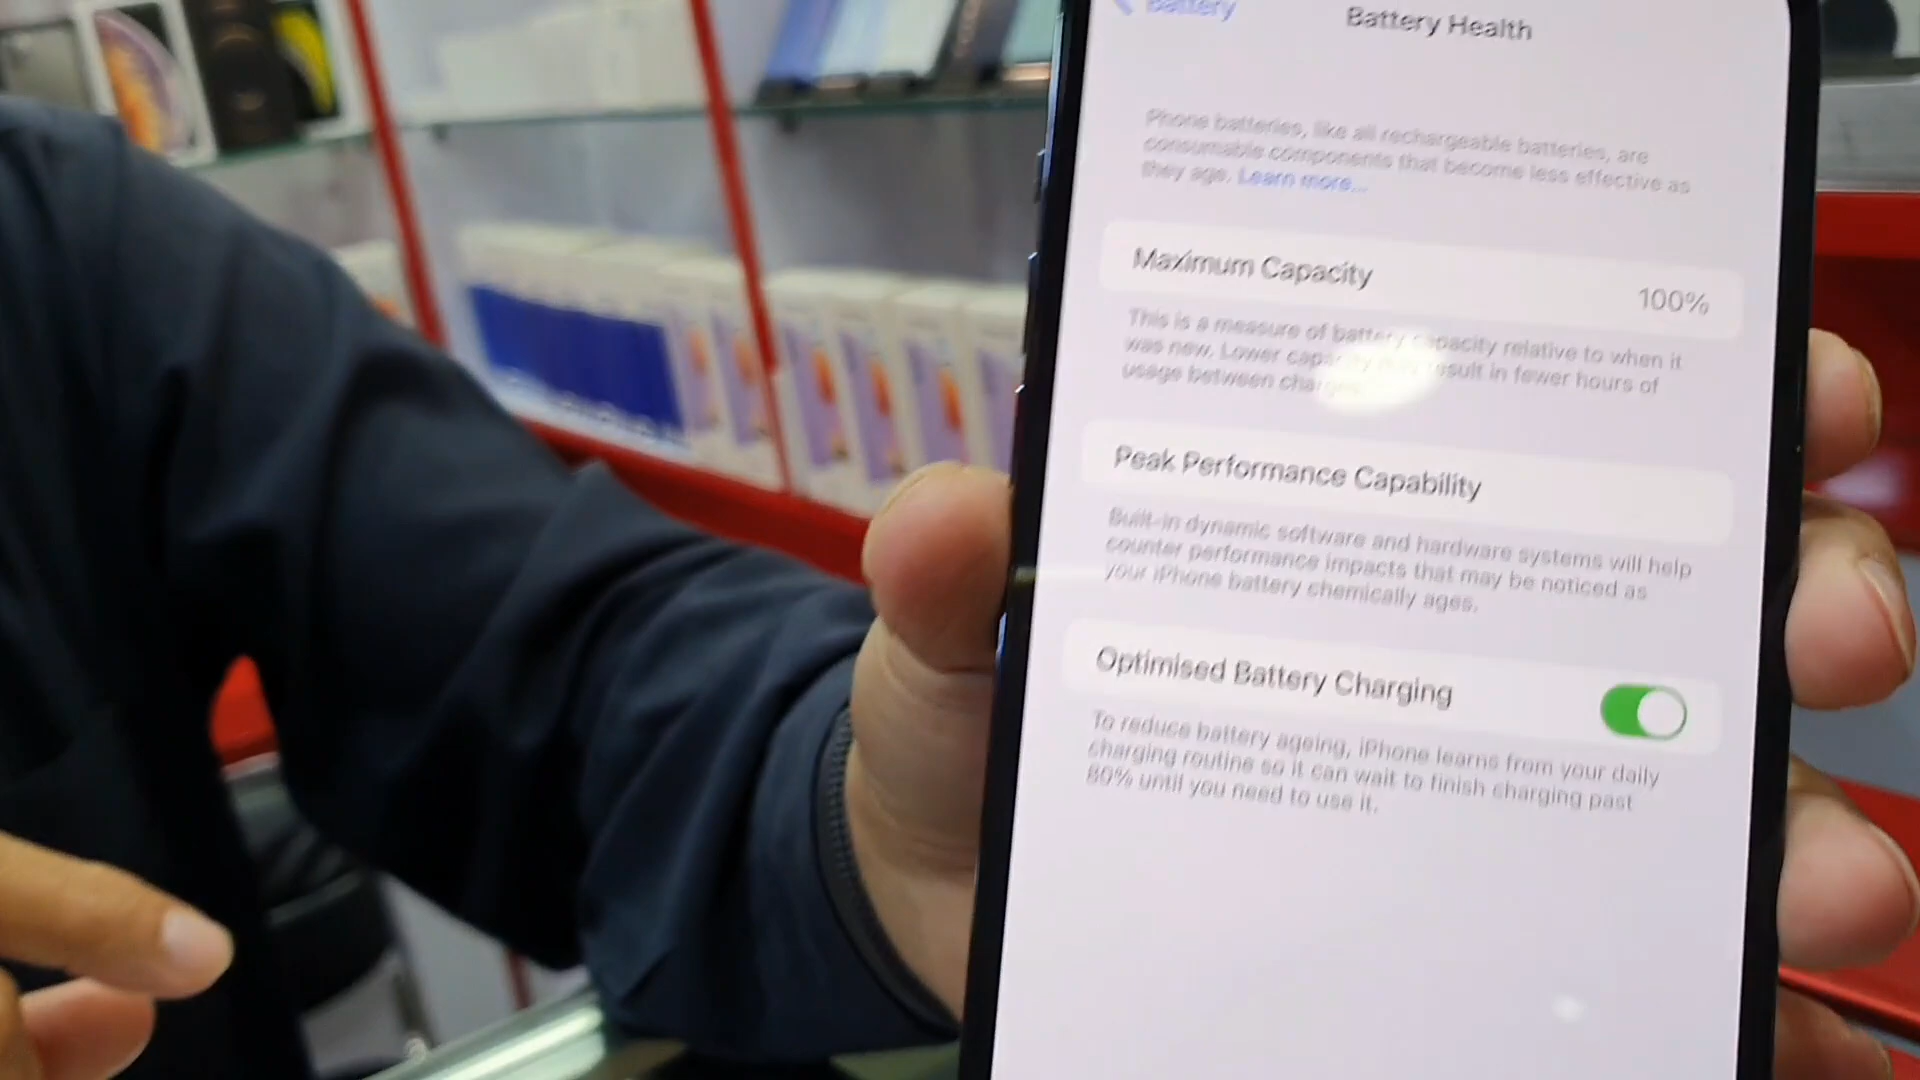 Battery
Battery Health
Phone batteries, like all rechargeable batteries, are
consumable components that become less effective as
they age. Learn more...
Maximum Capacity
100%
This is a measure of battery capacity relative to when it
was new. Lower capacity may result in fewer hours of
usage between charges.
Peak Performance Capability
Built-in dynamic software and hardware systems will help
counter performance impacts that may be noticed as
your iPhone battery chemically ages.
Optimised Battery Charging
To reduce battery ageing, iPhone learns from your daily
charging routine so it can wait to finish charging past
80% until you need to use it.